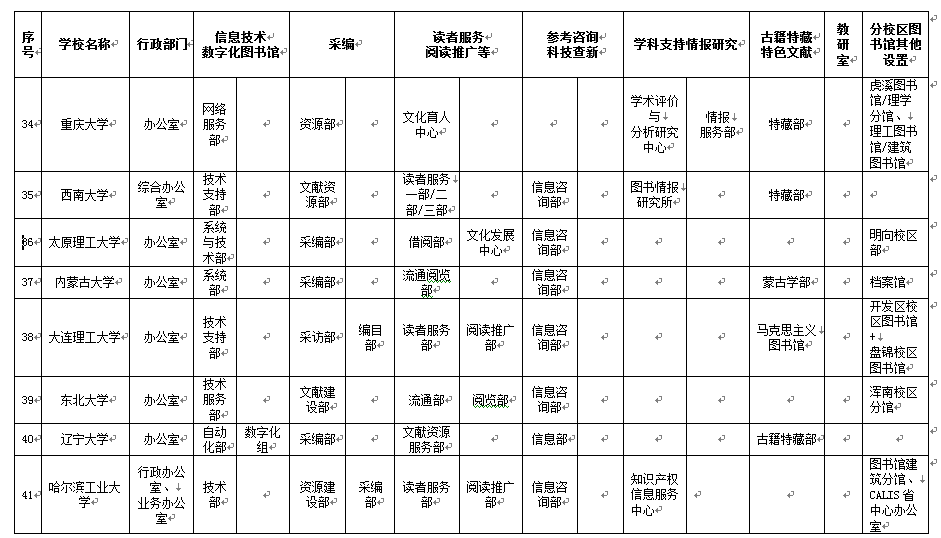 序号 学校名称 行政部门 信息技术 数字化图书馆 采编 读者服务 阅读推广等 参考咨询 科技查新 学科支持情报研究 古籍特藏 特色文献 教研室 分校区图书馆其他设置
34 重庆大学 办公室 网络服务部 资源部 文化育人中心 学术评价与分析研究中心 情报服务部 特藏部 虎溪图书馆/理学分馆、理工图书馆/建筑图书馆
35 西南大学 综合办公室 技术支持部 文献资源部 读者服务一部/二部/三部 信息咨询部 图书情报研究所 特藏部
36 太原理工大学 办公室 系统与技术部 采编部 借阅部 文化发展中心 信息咨询部 明向校区部
37 内蒙古大学 办公室 系统部 采编部 流通阅览部 信息咨询部 蒙古学部 档案馆
38 大连理工大学 办公室 技术支持部 采访部 编目部 读者服务部 阅读推广部 信息咨询部 马克思主义图书馆 开发区校区图书馆+盘锦校区图书馆
39 东北大学 办公室 技术服务部 文献建设部 流通部 阅览部 信息咨询部 浑南校区分馆
40 辽宁大学 办公室 自动化部 数字化组 采编部 文献资源服务部 信息部 古籍特藏部
41 哈尔滨工业大学 行政办公室、业务办公室 技术部 资源建设部 采编部 读者服务部 阅读推广部 信息咨询部 知识产权信息服务中心 图书馆建筑分馆、CALIS省中心办公室